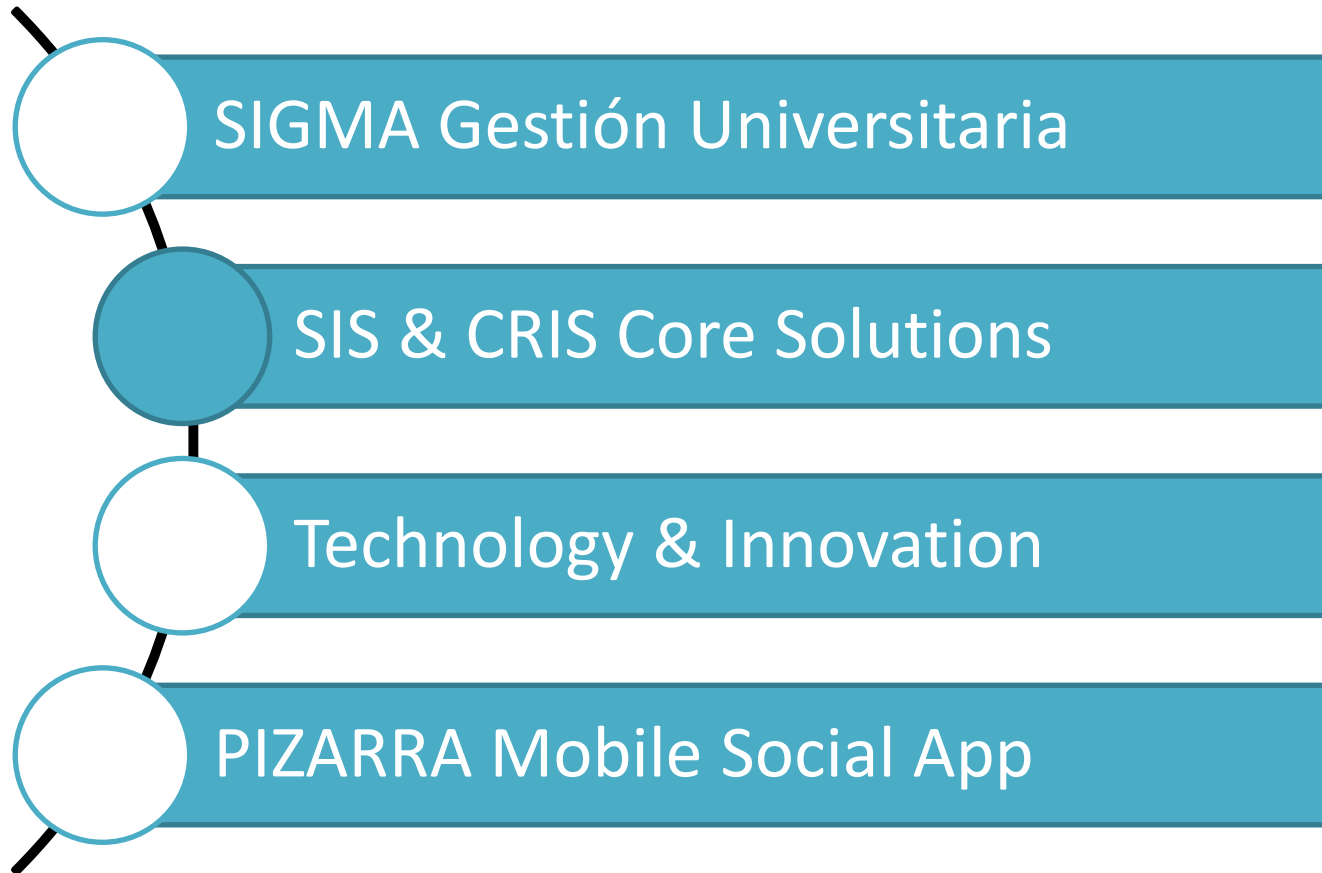 SIGMA Gestión Universitaria
SIS & CRIS Core Solutions
Technology & Innovation
PIZARRA Mobile Social App